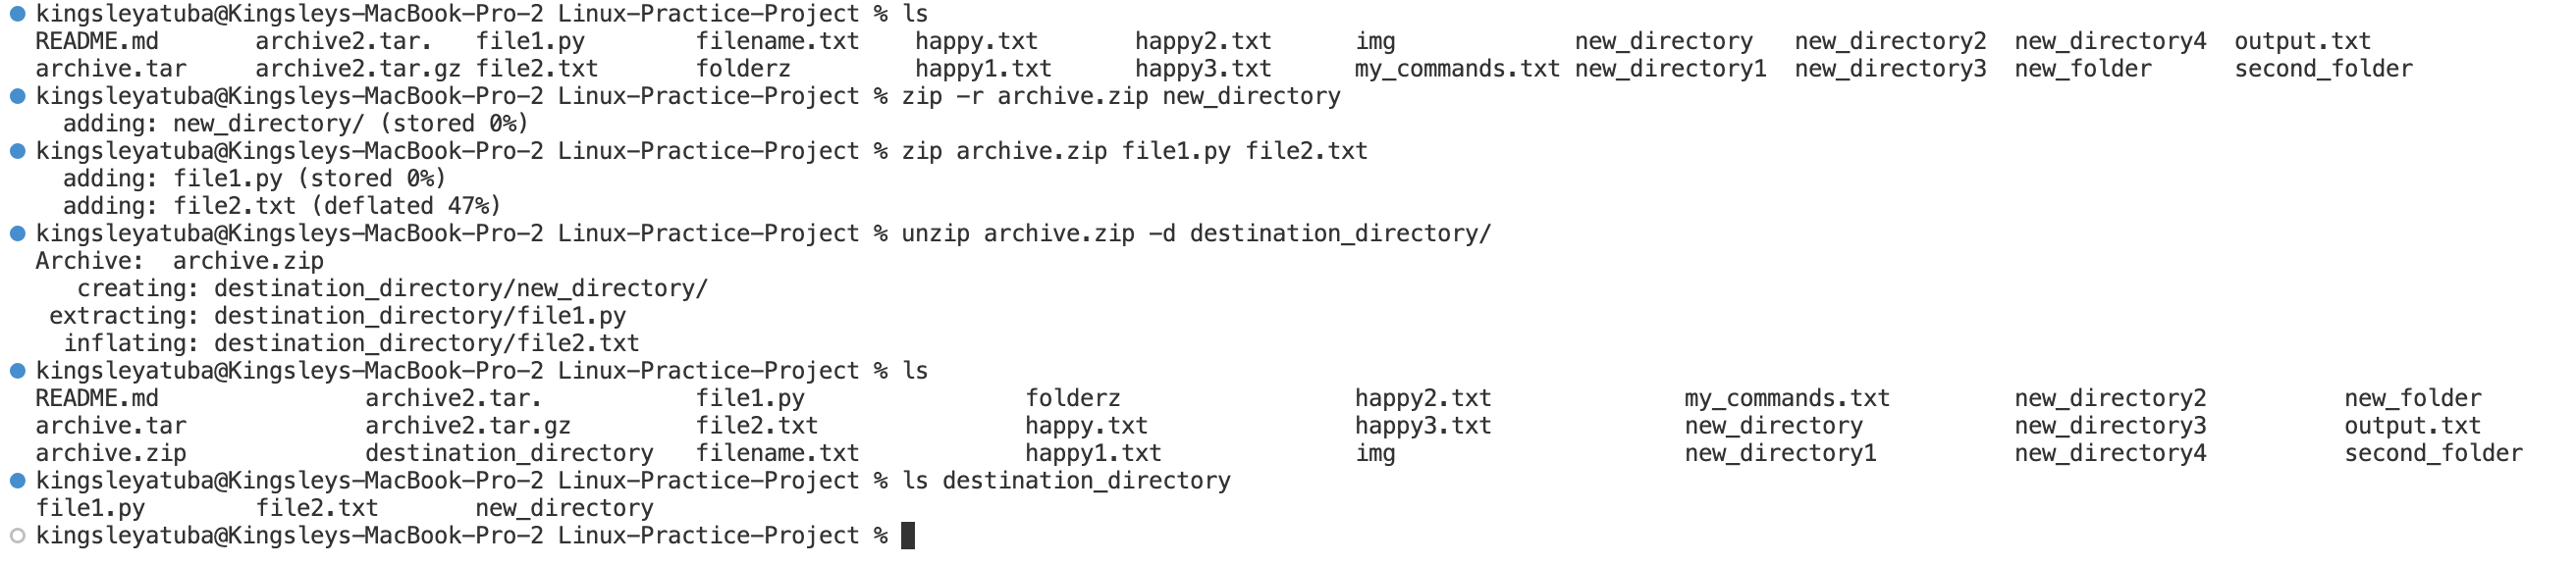 kingsleyatuba@Kingsleys-MacBook-Pro-2 Linux-Practice-Project % ls
README.md archive2.tar. file1.py filename.txt happy.txt happy2.txt img new_directory new_directory2 new_directory4 output.txt
archive.tar archive2.tar.gz file2.txt folderz happy1.txt happy3.txt my_commands.txt new_directory1 new_directory3 new_folder second_folder
kingsleyatuba@Kingsleys-MacBook-Pro-2 Linux-Practice-Project % zip -r archive.zip new_directory
  adding: new_directory/ (stored 0%)
kingsleyatuba@Kingsleys-MacBook-Pro-2 Linux-Practice-Project % zip archive.zip file1.py file2.txt
  adding: file1.py (stored 0%)
  adding: file2.txt (deflated 47%)
kingsleyatuba@Kingsleys-MacBook-Pro-2 Linux-Practice-Project % unzip archive.zip -d destination_directory/
Archive:  archive.zip
   creating: destination_directory/new_directory/
 extracting: destination_directory/file1.py
  inflating: destination_directory/file2.txt
kingsleyatuba@Kingsleys-MacBook-Pro-2 Linux-Practice-Project % ls
README.md archive2.tar. file1.py folderz happy2.txt my_commands.txt new_directory2 new_folder
archive.tar archive2.tar.gz file2.txt happy.txt happy3.txt new_directory new_directory3 output.txt
archive.zip destination_directory filename.txt happy1.txt img new_directory1 new_directory4 second_folder
kingsleyatuba@Kingsleys-MacBook-Pro-2 Linux-Practice-Project % ls destination_directory
file1.py file2.txt new_directory
kingsleyatuba@Kingsleys-MacBook-Pro-2 Linux-Practice-Project %